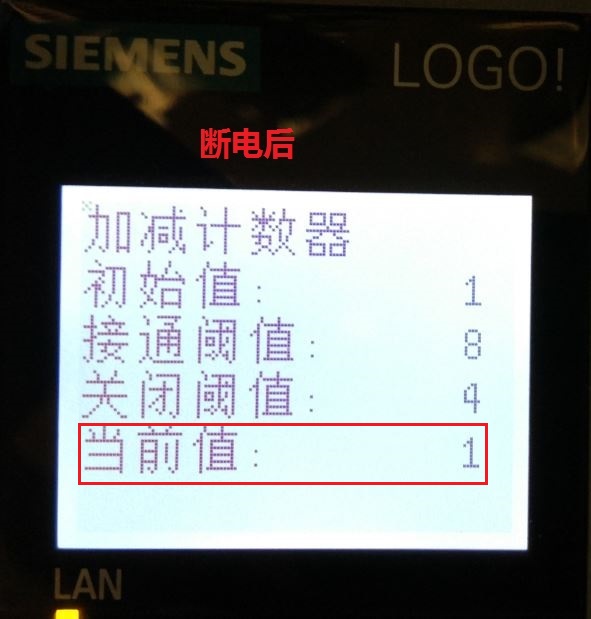 SIEMENS
LOGO!
断电后
加减计数器
初始值: 1
接通阈值: 8
关闭阈值: 4
当前值: 1
LAN